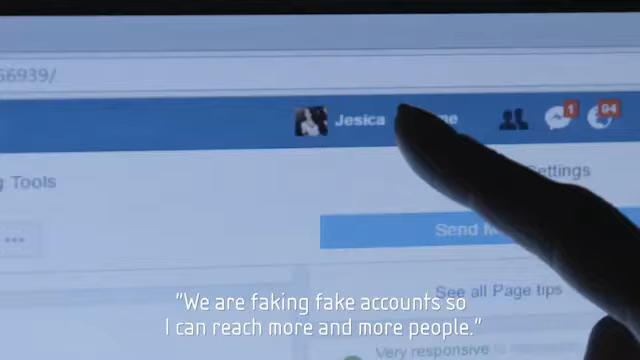 56939/
Jesica
1
94
g Tools
Settings
Send
See all Page tips
Very responsive
"We are faking fake accounts so
I can reach more and more people."